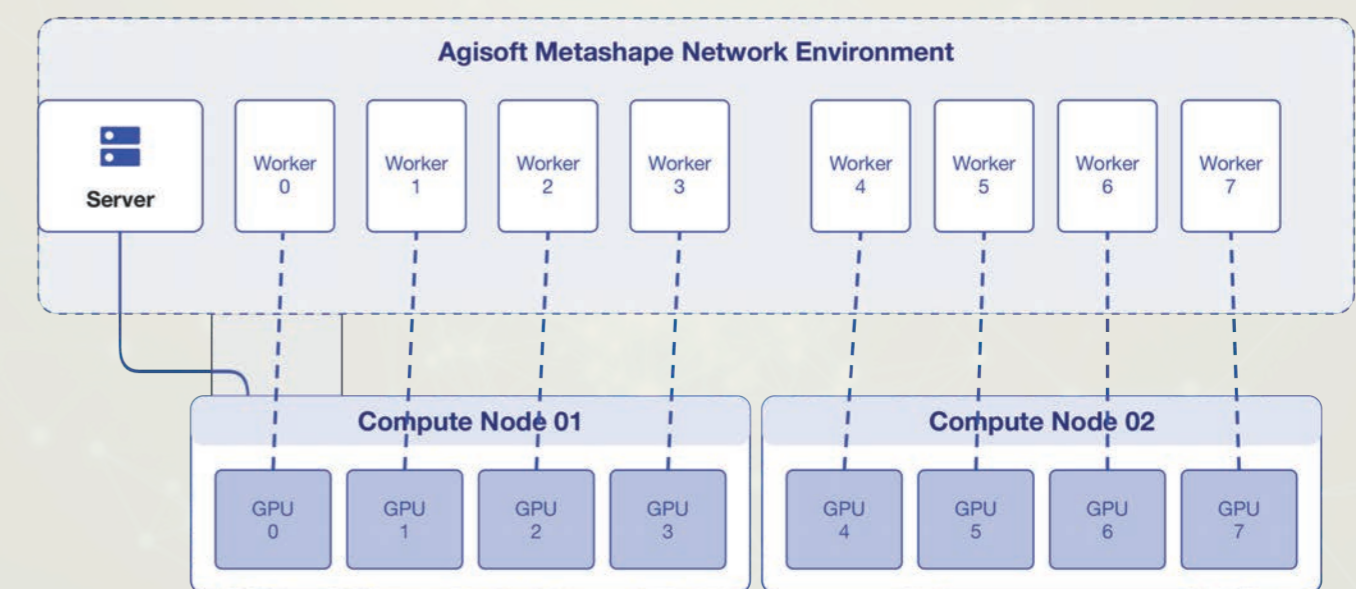 Agisoft Metashape Network Environment
Server
Worker
0
Worker
1
Worker
2
Worker
3
Worker
4
Worker
5
Worker
6
Worker
7
Compute Node 01
Compute Node 02
GPU
0
GPU
1
GPU
2
GPU
3
GPU
4
GPU
5
GPU
6
GPU
7